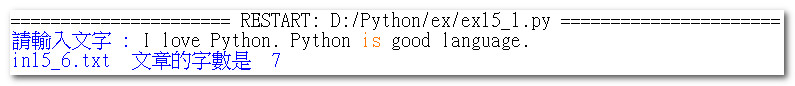 ====================== RESTART: D:/Python/ex/ex15_1.py ======================
請輸入文字 : I love Python. Python is good language.
in15_6.txt  文章的字數是  7